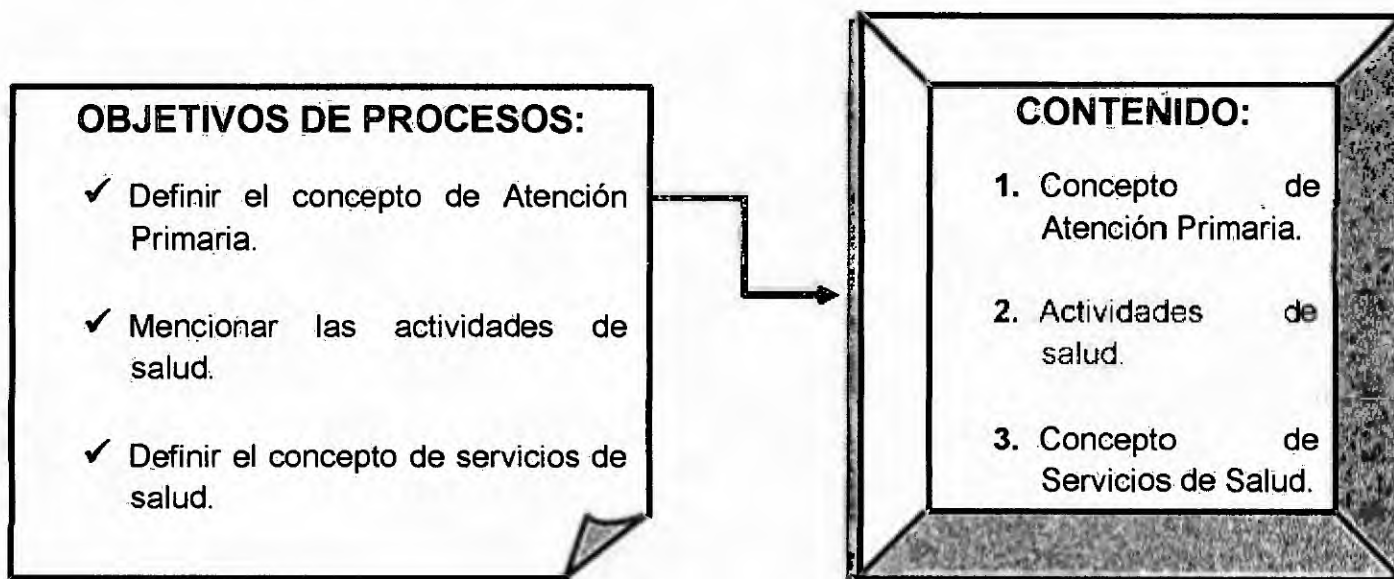 OBJETIVOS DE PROCESOS:
✓ Definir el concepto de Atención
Primaria.
✓ Mencionar las actividades de
salud.
✓ Definir el concepto de servicios de
salud.
CONTENIDO:
1. Concepto de
Atención Primaria.
2. Actividades de
salud.
3. Concepto de
Servicios de Salud.